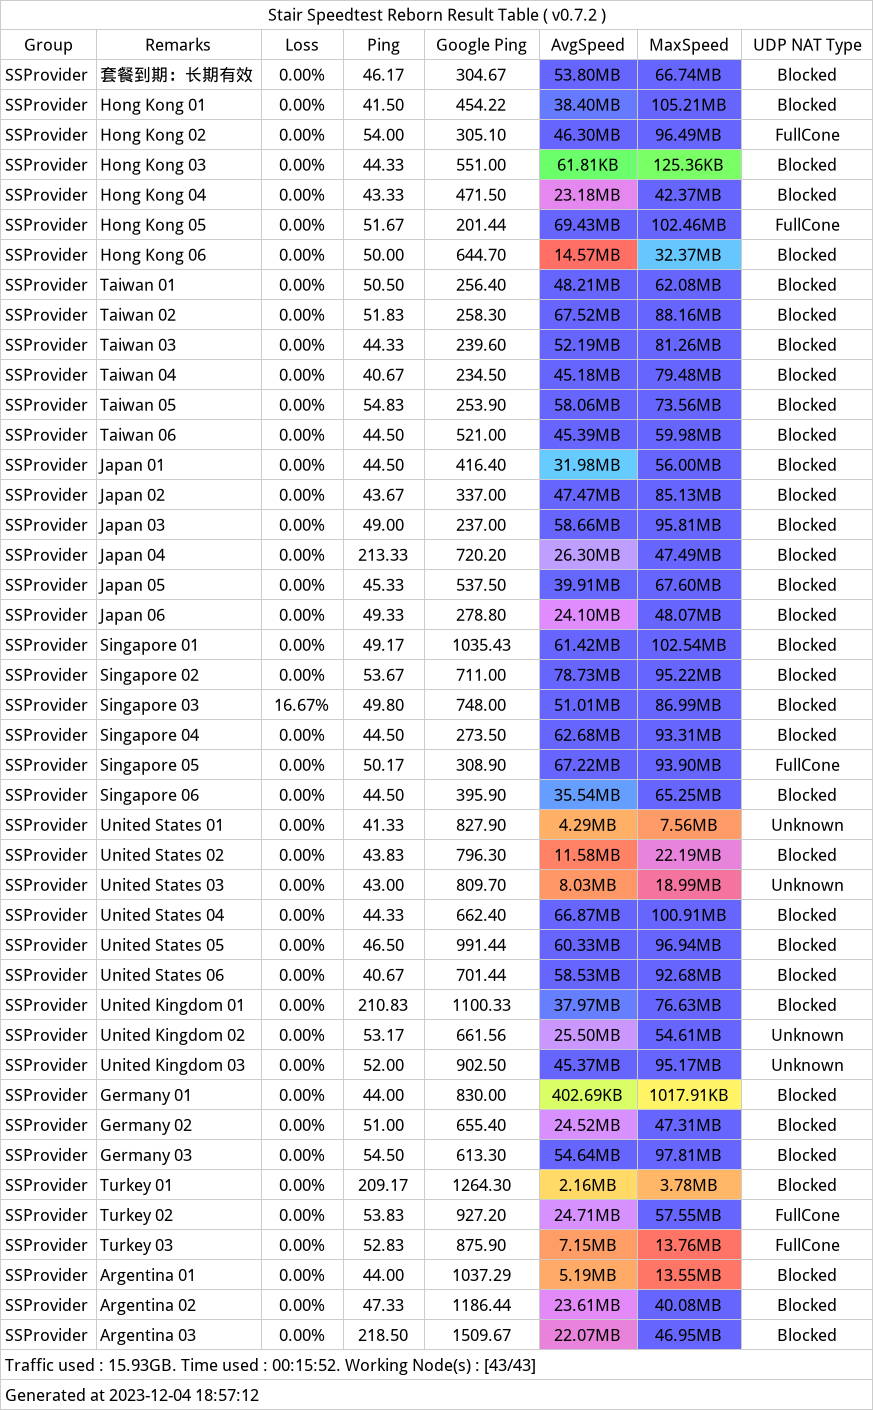 Stair Speedtest Reborn Result Table ( v0.7.2 )
Group Remarks Loss Ping Google Ping AvgSpeed MaxSpeed UDP NAT Type
SSProvider 套餐到期：长期有效 0.00% 46.17 304.67 53.80MB 66.74MB Blocked
SSProvider Hong Kong 01 0.00% 41.50 454.22 38.40MB 105.21MB Blocked
SSProvider Hong Kong 02 0.00% 54.00 305.10 46.30MB 96.49MB FullCone
SSProvider Hong Kong 03 0.00% 44.33 551.00 61.81KB 125.36KB Blocked
SSProvider Hong Kong 04 0.00% 43.33 471.50 23.18MB 42.37MB Blocked
SSProvider Hong Kong 05 0.00% 51.67 201.44 69.43MB 102.46MB FullCone
SSProvider Hong Kong 06 0.00% 50.00 644.70 14.57MB 32.37MB Blocked
SSProvider Taiwan 01 0.00% 50.50 256.40 48.21MB 62.08MB Blocked
SSProvider Taiwan 02 0.00% 51.83 258.30 67.52MB 88.16MB Blocked
SSProvider Taiwan 03 0.00% 44.33 239.60 52.19MB 81.26MB Blocked
SSProvider Taiwan 04 0.00% 40.67 234.50 45.18MB 79.48MB Blocked
SSProvider Taiwan 05 0.00% 54.83 253.90 58.06MB 73.56MB Blocked
SSProvider Taiwan 06 0.00% 44.50 521.00 45.39MB 59.98MB Blocked
SSProvider Japan 01 0.00% 44.50 416.40 31.98MB 56.00MB Blocked
SSProvider Japan 02 0.00% 43.67 337.00 47.47MB 85.13MB Blocked
SSProvider Japan 03 0.00% 49.00 237.00 58.66MB 95.81MB Blocked
SSProvider Japan 04 0.00% 213.33 720.20 26.30MB 47.49MB Blocked
SSProvider Japan 05 0.00% 45.33 537.50 39.91MB 67.60MB Blocked
SSProvider Japan 06 0.00% 49.33 278.80 24.10MB 48.07MB Blocked
SSProvider Singapore 01 0.00% 49.17 1035.43 61.42MB 102.54MB Blocked
SSProvider Singapore 02 0.00% 53.67 711.00 78.73MB 95.22MB Blocked
SSProvider Singapore 03 16.67% 49.80 748.00 51.01MB 86.99MB Blocked
SSProvider Singapore 04 0.00% 44.50 273.50 62.68MB 93.31MB Blocked
SSProvider Singapore 05 0.00% 50.17 308.90 67.22MB 93.90MB FullCone
SSProvider Singapore 06 0.00% 44.50 395.90 35.54MB 65.25MB Blocked
SSProvider United States 01 0.00% 41.33 827.90 4.29MB 7.56MB Unknown
SSProvider United States 02 0.00% 43.83 796.30 11.58MB 22.19MB Blocked
SSProvider United States 03 0.00% 43.00 809.70 8.03MB 18.99MB Unknown
SSProvider United States 04 0.00% 44.33 662.40 66.87MB 100.91MB Blocked
SSProvider United States 05 0.00% 46.50 991.44 60.33MB 96.94MB Blocked
SSProvider United States 06 0.00% 40.67 701.44 58.53MB 92.68MB Blocked
SSProvider United Kingdom 01 0.00% 210.83 1100.33 37.97MB 76.63MB Blocked
SSProvider United Kingdom 02 0.00% 53.17 661.56 25.50MB 54.61MB Unknown
SSProvider United Kingdom 03 0.00% 52.00 902.50 45.37MB 95.17MB Unknown
SSProvider Germany 01 0.00% 44.00 830.00 402.69KB 1017.91KB Blocked
SSProvider Germany 02 0.00% 51.00 655.40 24.52MB 47.31MB Blocked
SSProvider Germany 03 0.00% 54.50 613.30 54.64MB 97.81MB Blocked
SSProvider Turkey 01 0.00% 209.17 1264.30 2.16MB 3.78MB Blocked
SSProvider Turkey 02 0.00% 53.83 927.20 24.71MB 57.55MB FullCone
SSProvider Turkey 03 0.00% 52.83 875.90 7.15MB 13.76MB FullCone
SSProvider Argentina 01 0.00% 44.00 1037.29 5.19MB 13.55MB Blocked
SSProvider Argentina 02 0.00% 47.33 1186.44 23.61MB 40.08MB Blocked
SSProvider Argentina 03 0.00% 218.50 1509.67 22.07MB 46.95MB Blocked
Traffic used : 15.93GB. Time used : 00:15:52. Working Node(s) : [43/43]
Generated at 2023-12-04 18:57:12